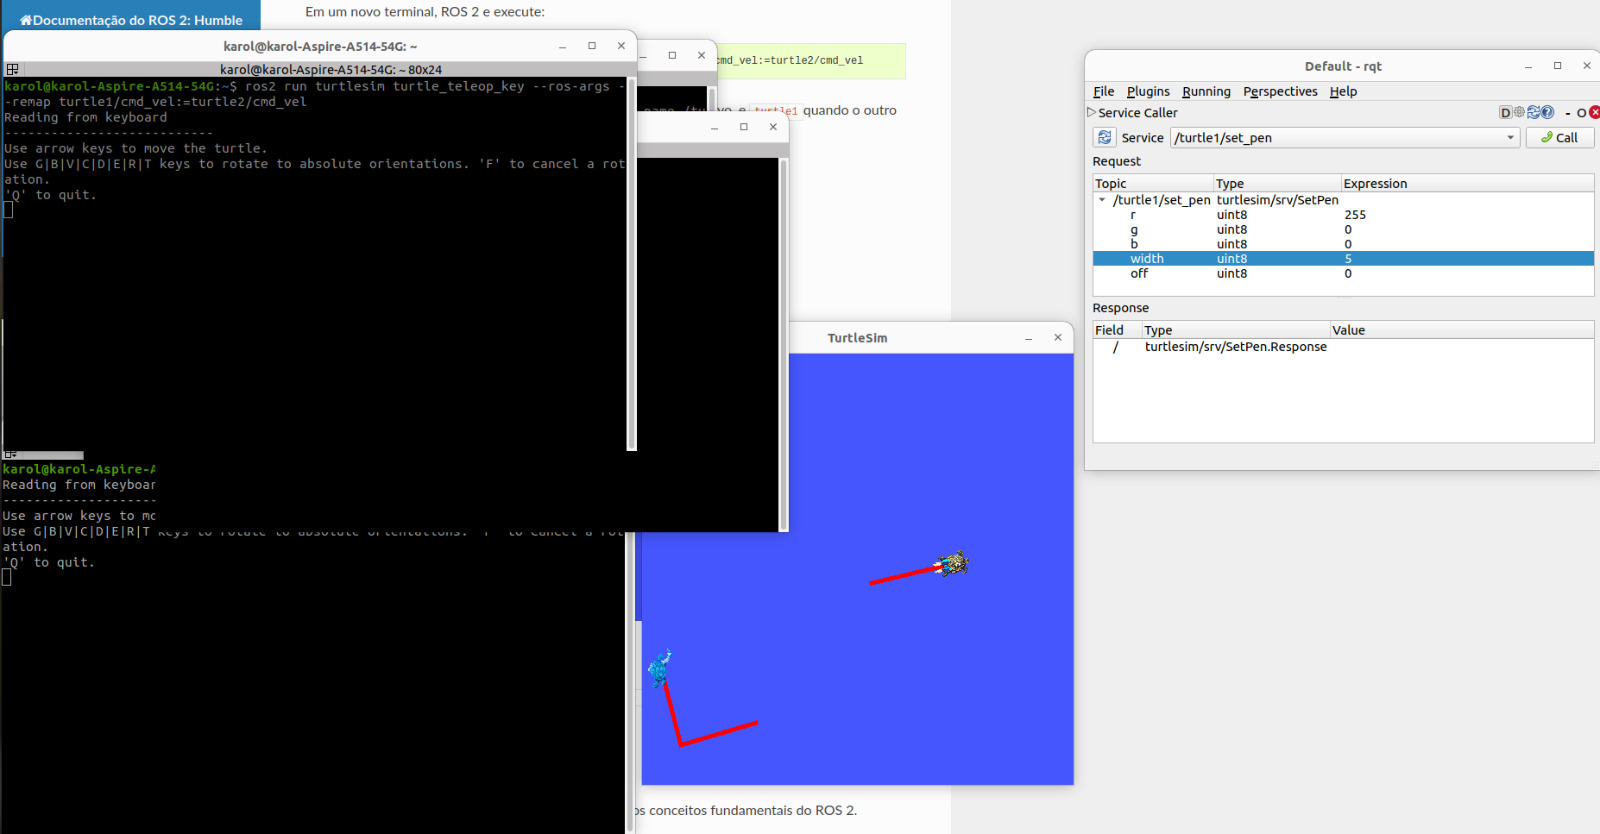 Documentação do ROS 2: Humble
Em um novo terminal, ROS 2 e execute:
karol@karol-Aspire-A514-54G: ~
karol@karol-Aspire-A514-54G: ~ 80x24
karol@karol-Aspire-A514-54G:~$ ros2 run turtlesim turtle_teleop_key --ros-args -
-remap turtle1/cmd_vel:=turtle2/cmd_vel
Reading from keyboard
---------------------------
Use arrow keys to move the turtle.
Use G|B|V|C|D|E|R|T keys to rotate to absolute orientations. 'F' to cancel a rot
ation.
'Q' to quit.
cmd_vel:=turtle2/cmd_vel
vo e turtle1 quando o outro
karol@karol-Aspire-A
Reading from keyboar
--------------------
Use arrow keys to mo
Use G|B|V|C|D|E|R|T keys to rotate to absolute orientations. 'F' to cancel a rot
ation.
'Q' to quit.
TurtleSim
os conceitos fundamentais do ROS 2.
Default - rqt
File Plugins Running Perspectives Help
Service Caller
D - O
Service /turtle1/set_pen Call
Request
Topic Type Expression
/turtle1/set_pen turtlesim/srv/SetPen
r uint8 255
g uint8 0
b uint8 0
width uint8 5
off uint8 0
Response
Field Type Value
/ turtlesim/srv/SetPen.Response